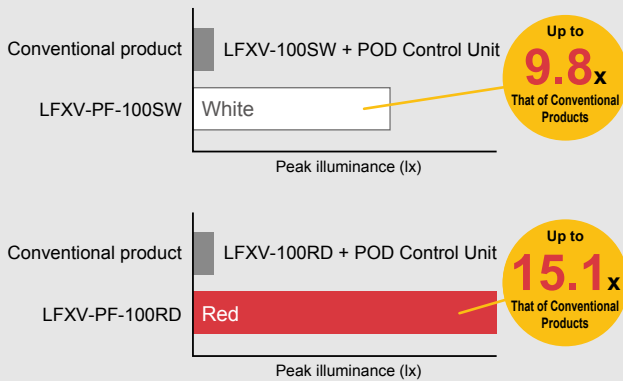 Conventional product
LFXV-100SW + POD Control Unit
LFXV-PF-100SW
White
Peak illuminance (lx)
Up to
9.8x
That of Conventional
Products
Conventional product
LFXV-100RD + POD Control Unit
LFXV-PF-100RD
Red
Peak illuminance (lx)
Up to
15.1x
That of Conventional
Products